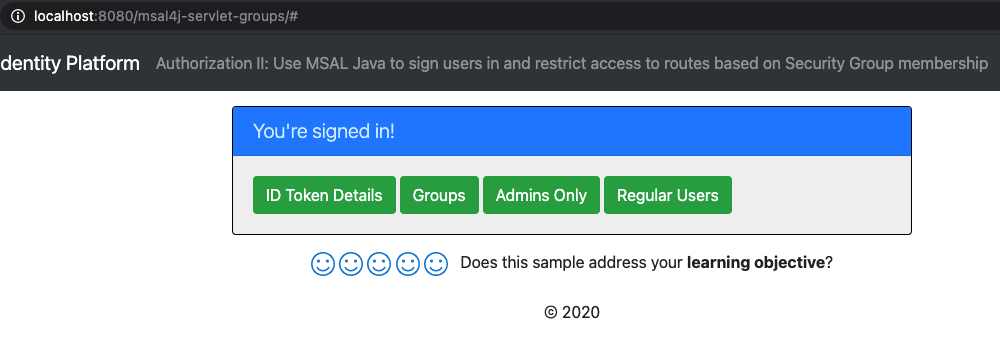 localhost:8080/msal4j-servlet-groups/#
dentity Platform Authorization II: Use MSAL Java to sign users in and restrict access to routes based on Security Group membership
You're signed in!
ID Token Details Groups Admins Only Regular Users
Does this sample address your learning objective?
© 2020